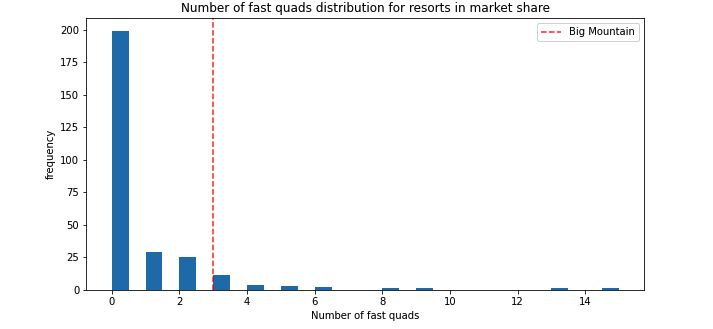 Number of fast quads distribution for resorts in market share
Big Mountain
200
175
150
125
100
75
50
25
0
frequency
0 2 4 6 8 10 12 14
Number of fast quads